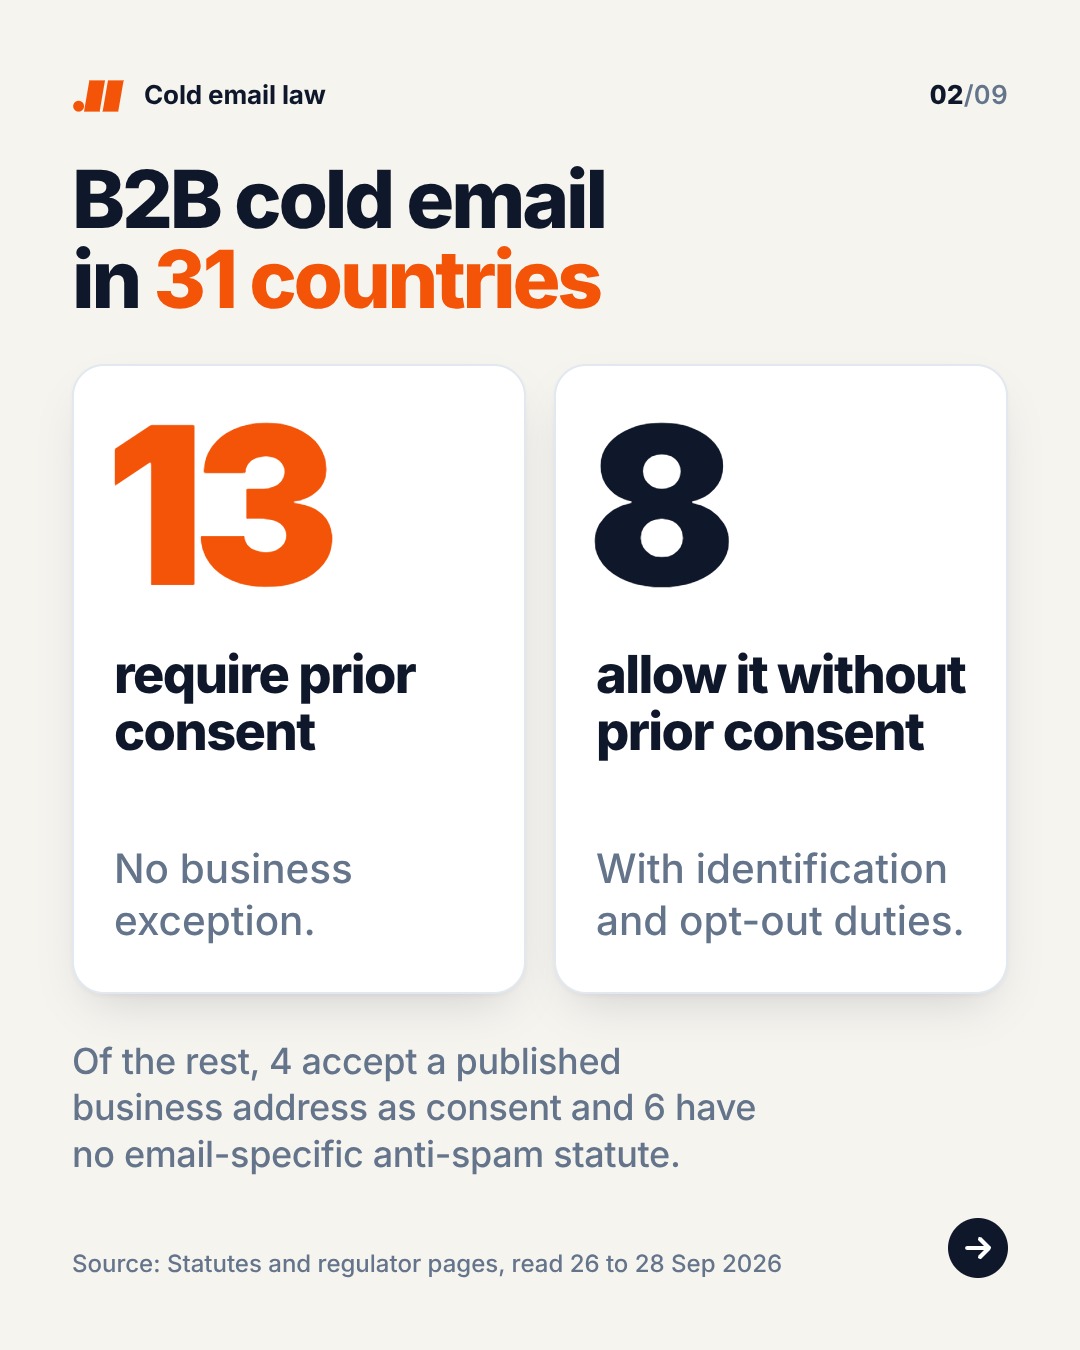 Cold email law
02/09
B2B cold email
in 31 countries
13
require prior
consent
No business
exception.
8
allow it without
prior consent
With identification
and opt-out duties.
Of the rest, 4 accept a published
business address as consent and 6 have
no email-specific anti-spam statute.
Source: Statutes and regulator pages, read 26 to 28 Sep 2026